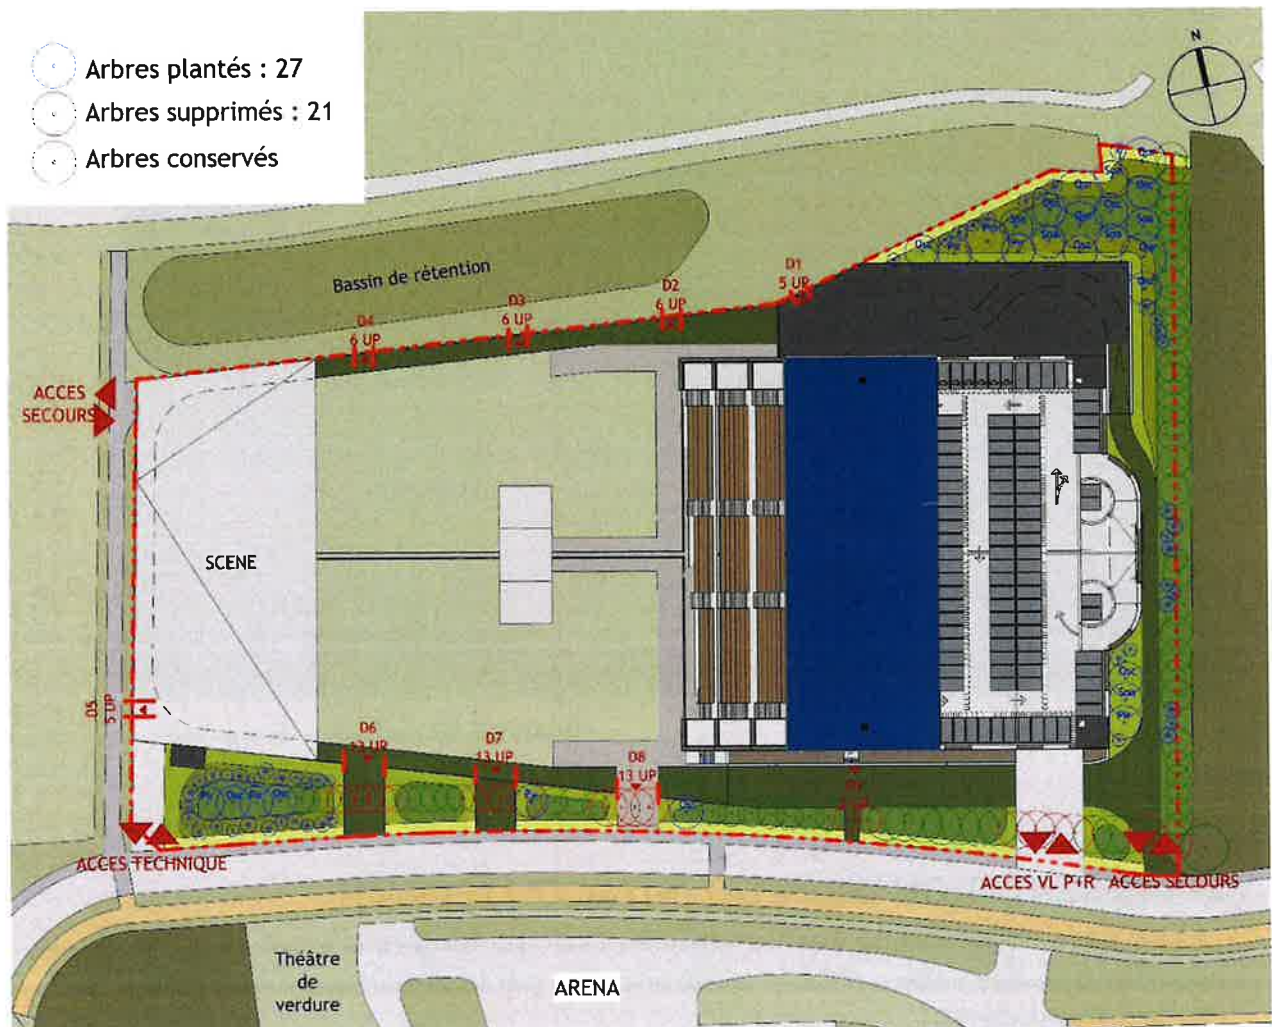 Arbres plantés : 27
Arbres supprimés : 21
Arbres conservés
N
Bassin de rétention
D1
5 UP
D2
6 UP
D3
6 UP
D4
6 UP
ACCES
SECOURS
SCENE
D5
5 UP
D6
13 UP
D7
13 UP
D8
13 UP
ACCES TECHNIQUE
ACCES VL P+R
ACCES SECOURS
Théâtre
de
verdure
ARENA